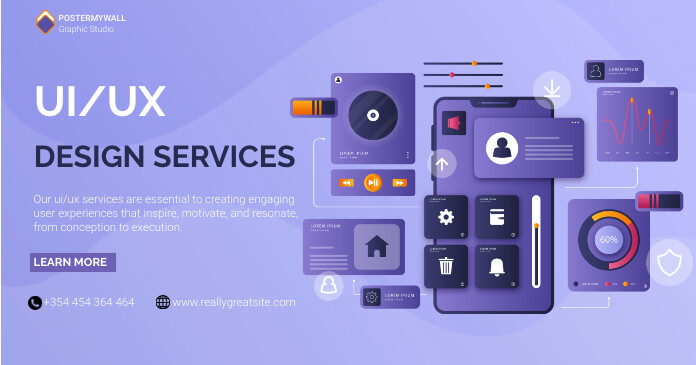 POSTERMYWALL
Graphic Studio
UI/UX
DESIGN SERVICES
Our ui/ux services are essential to creating engaging
user experiences that inspire, motivate, and resonate,
from conception to execution.
LEARN MORE
+354 454 364 464
www.reallygreatsite.com
LOREM IPSUM
LOREM IPSUM
LOREM IPSUM
LOREM IPSUM
60%